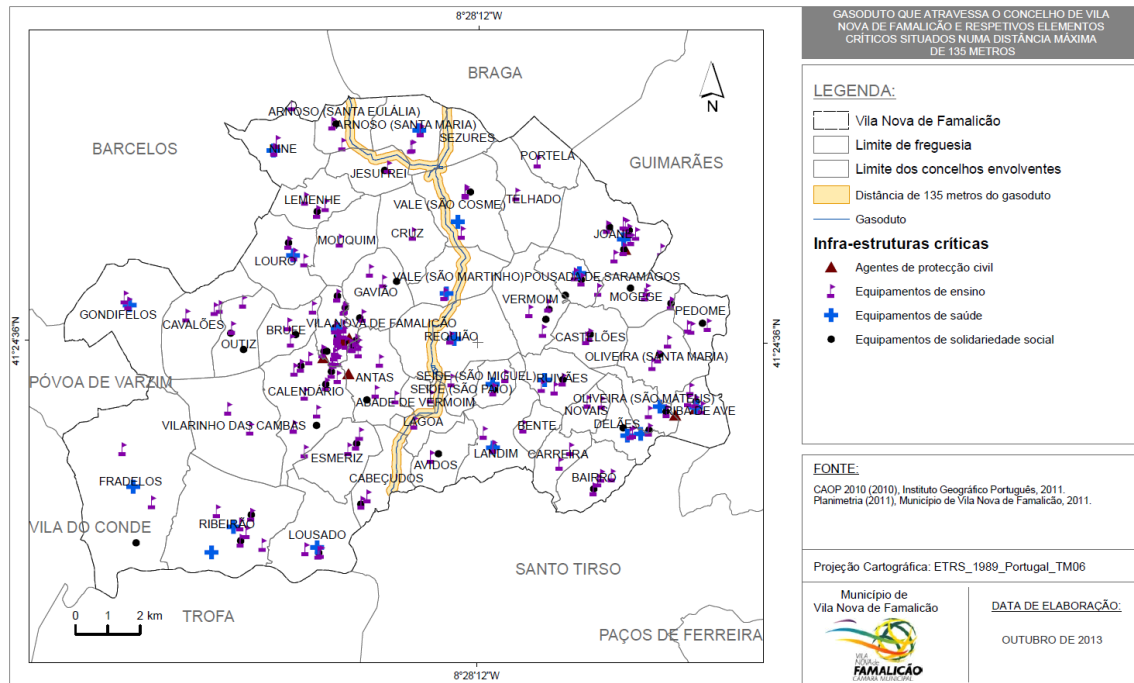 GASODUTO QUE ATRAVESSA O CONCELHO DE VILA
NOVA DE FAMALICÃO E RESPETIVOS ELEMENTOS
CRÍTICOS SITUADOS NUMA DISTÂNCIA MÁXIMA
DE 135 METROS
8°28'12"W
BRAGA
N
ARNOSO (SANTA EULÁLIA)
ARNOSO (SANTA MARIA)
SEZURES
BARCELOS
NINE
PORTELA
GUIMARÃES
JESUFREI
LEMENHE
TELHADO
VALE (SÃO COSME)
MOUQUIM
CRUZ
JOANE
LOURO
VALE (SÃO MARTINHO)
POUSADA DE SARAMAGOS
GAVIÃO
VERMOIM
MOGEGE
GONDIFELOS
CAVALÕES
PEDOME
VILA NOVA DE FAMALICÃO
BRUFE
REQUIÃO
CASTELÕES
OUTIZ
41°24'36"N
41°24'36"N
OLIVEIRA (SANTA MARIA)
PÓVOA DE VARZIM
ANTAS
SEIDE (SÃO MIGUEL)
RUIVÃES
CALENDÁRIO
SEIDE (SÃO PAIO)
ABADE DE VERMOIM
OLIVEIRA (SÃO MATEUS)
NOVAIS
RIBA DE AVE
VILARINHO DAS CAMBAS
LAGOA
BENTE
DELÃES
ESMERIZ
AVIDOS
LANDIM
CARREIRA
CABEÇUDOS
BAIRRO
FRADELOS
VILA DO CONDE
RIBEIRÃO
LOUSADO
SANTO TIRSO
TROFA
PAÇOS DE FERREIRA
0 1 2 km
8°28'12"W
LEGENDA:
Vila Nova de Famalicão
Limite de freguesia
Limite dos concelhos envolventes
Distância de 135 metros do gasoduto
Gasoduto
Infra-estruturas críticas
Agentes de protecção civil
Equipamentos de ensino
Equipamentos de saúde
Equipamentos de solidariedade social
FONTE:
CAOP 2010 (2010), Instituto Geográfico Português, 2011.
Planimetria (2011), Município de Vila Nova de Famalicão, 2011.
Projeção Cartográfica: ETRS_1989_Portugal_TM06
Município de
Vila Nova de Famalicão
VILA
NOVA de
FAMALICÃO
CÂMARA MUNICIPAL
DATA DE ELABORAÇÃO:
OUTUBRO DE 2013